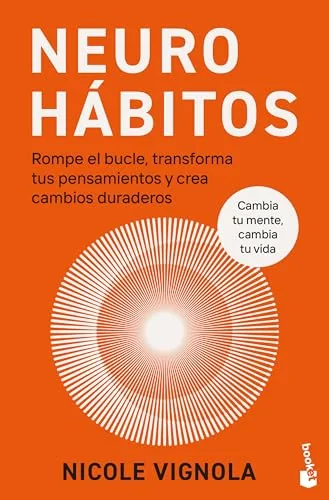 NEURO
HÁBITOS
Rompe el bucle, transforma
tus pensamientos y crea
cambios duraderos
Cambia
tu mente,
cambia
tu vida
NICOLE VIGNOLA
booket